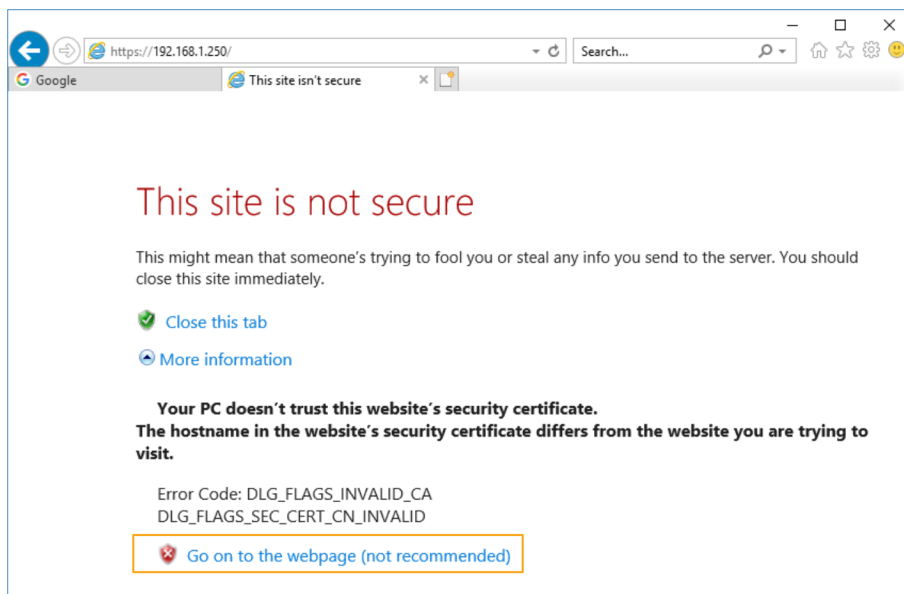 https://192.168.1.250/
Search...
Google
This site isn't secure
This site is not secure
This might mean that someone's trying to fool you or steal any info you send to the server. You should
close this site immediately.
Close this tab
More information
Your PC doesn't trust this website's security certificate.
The hostname in the website's security certificate differs from the website you are trying to
visit.
Error Code: DLG_FLAGS_INVALID_CA
DLG_FLAGS_SEC_CERT_CN_INVALID
Go on to the webpage (not recommended)